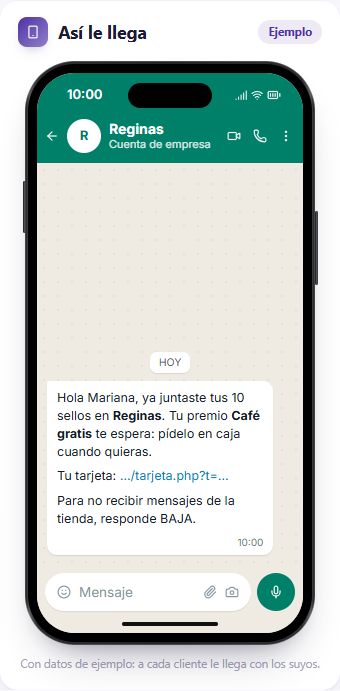 Así le llega
Ejemplo
10:00
R
Reginas
Cuenta de empresa
HOY
Hola Mariana, ya juntaste tus 10
sellos en Reginas. Tu premio Café
gratis te espera: pídelo en caja
cuando quieras.
Tu tarjeta: .../tarjeta.php?t=...
Para no recibir mensajes de la
tienda, responde BAJA.
10:00
Mensaje
Con datos de ejemplo: a cada cliente le llega con los suyos.